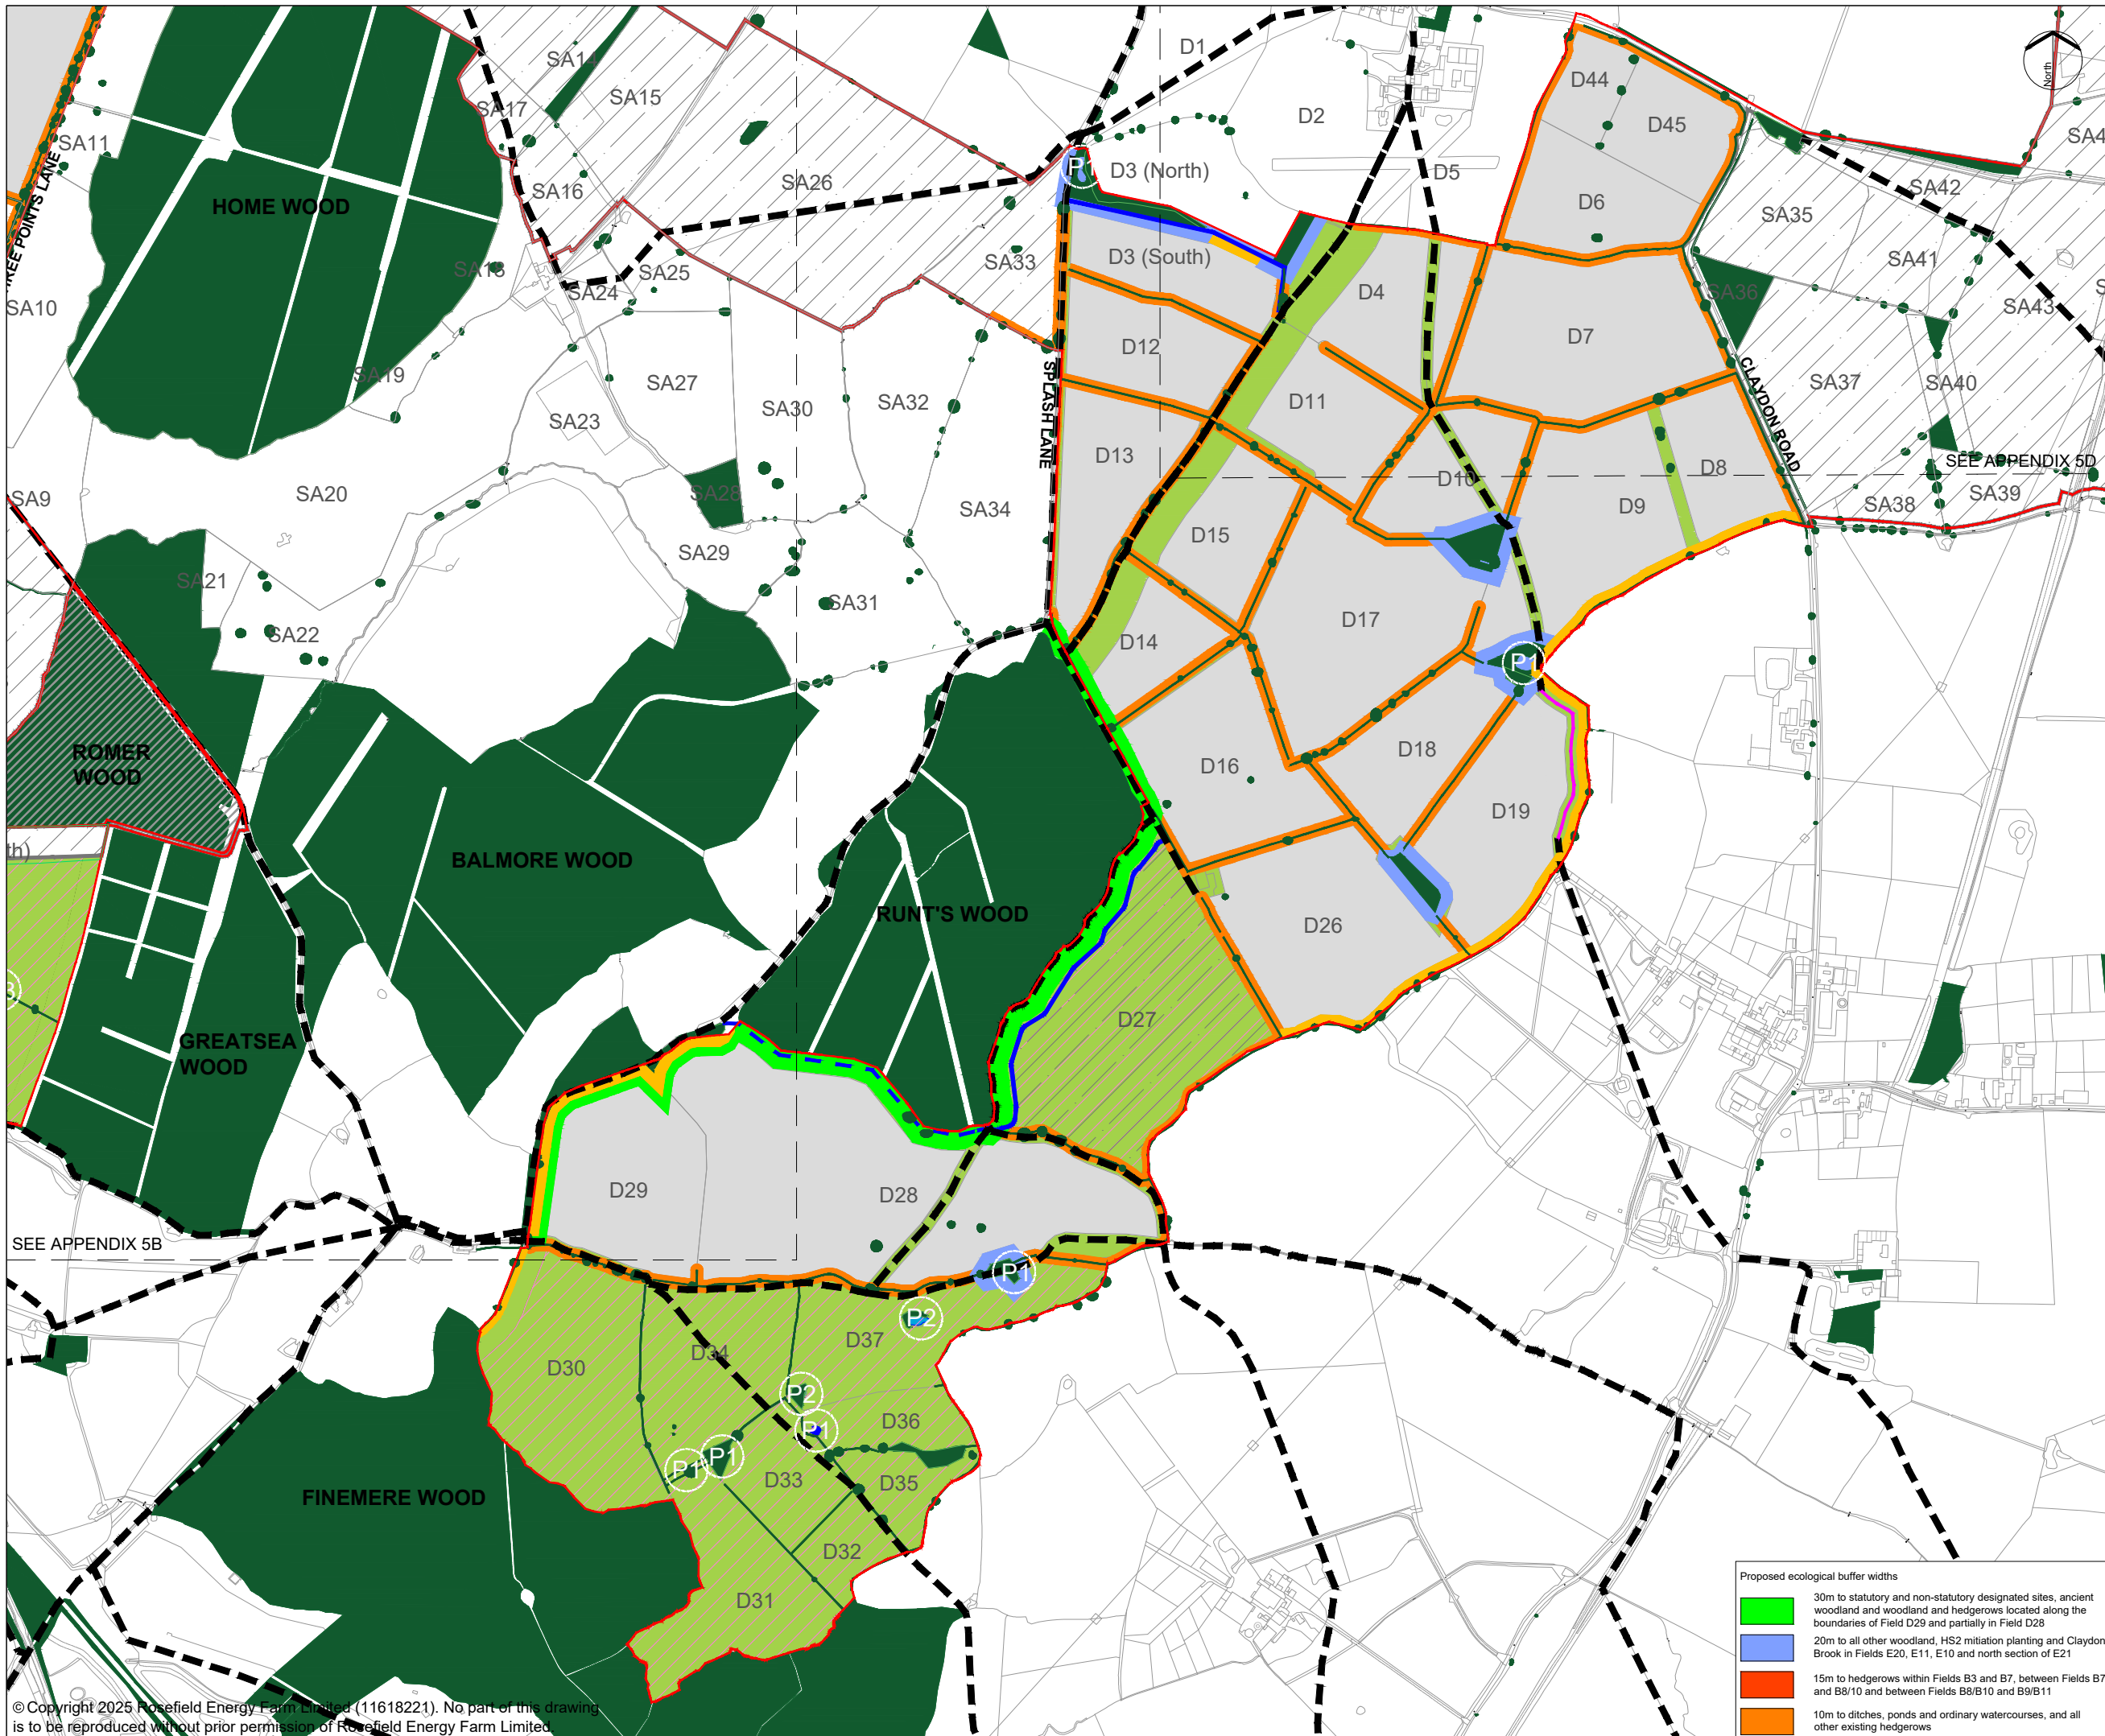 North
D1
SA14
SA15
SA17
SA11
D44
D45
SA4
D2
D3 (North)
P1
D5
SA26
SA16
SA42
SA35
D6
HOME WOOD
THREE POINTS LANE
SA18
SA25
SA24
SA33
D3 (South)
D4
SA36
SA41
SA43
SA10
D7
D12
SPLASH LANE
CLAYDON ROAD
SA19
SA27
SA23
SA30
SA32
D11
SA37
SA40
D13
D10
D8
SEE APPENDIX 5D
SA9
SA20
SA28
SA34
D9
SA38
SA39
SA29
D15
SA21
SA31
SA22
D17
D14
P1
ROMER
WOOD
D16
D18
D19
BALMORE WOOD
RUNT'S WOOD
D26
D27
GREATSEA
WOOD
D29
D28
SEE APPENDIX 5B
P1
P2
D30
D34
D37
P2
P1
D36
P1
P1
D33
D35
FINEMERE WOOD
D32
D31
Proposed ecological buffer widths
30m to statutory and non-statutory designated sites, ancient
woodland and woodland and hedgerows located along the
boundaries of Field D29 and partially in Field D28
20m to all other woodland, HS2 mitiation planting and Claydon
Brook in Fields E20, E11, E10 and north section of E21
15m to hedgerows within Fields B3 and B7, between Fields B7
and B8/10 and between Fields B8/B10 and B9/B11
10m to ditches, ponds and ordinary watercourses, and all
other existing hedgerows
© Copyright 2025 Rosefield Energy Farm Limited (11618221). No part of this drawing
is to be reproduced without prior permission of Rosefield Energy Farm Limited.